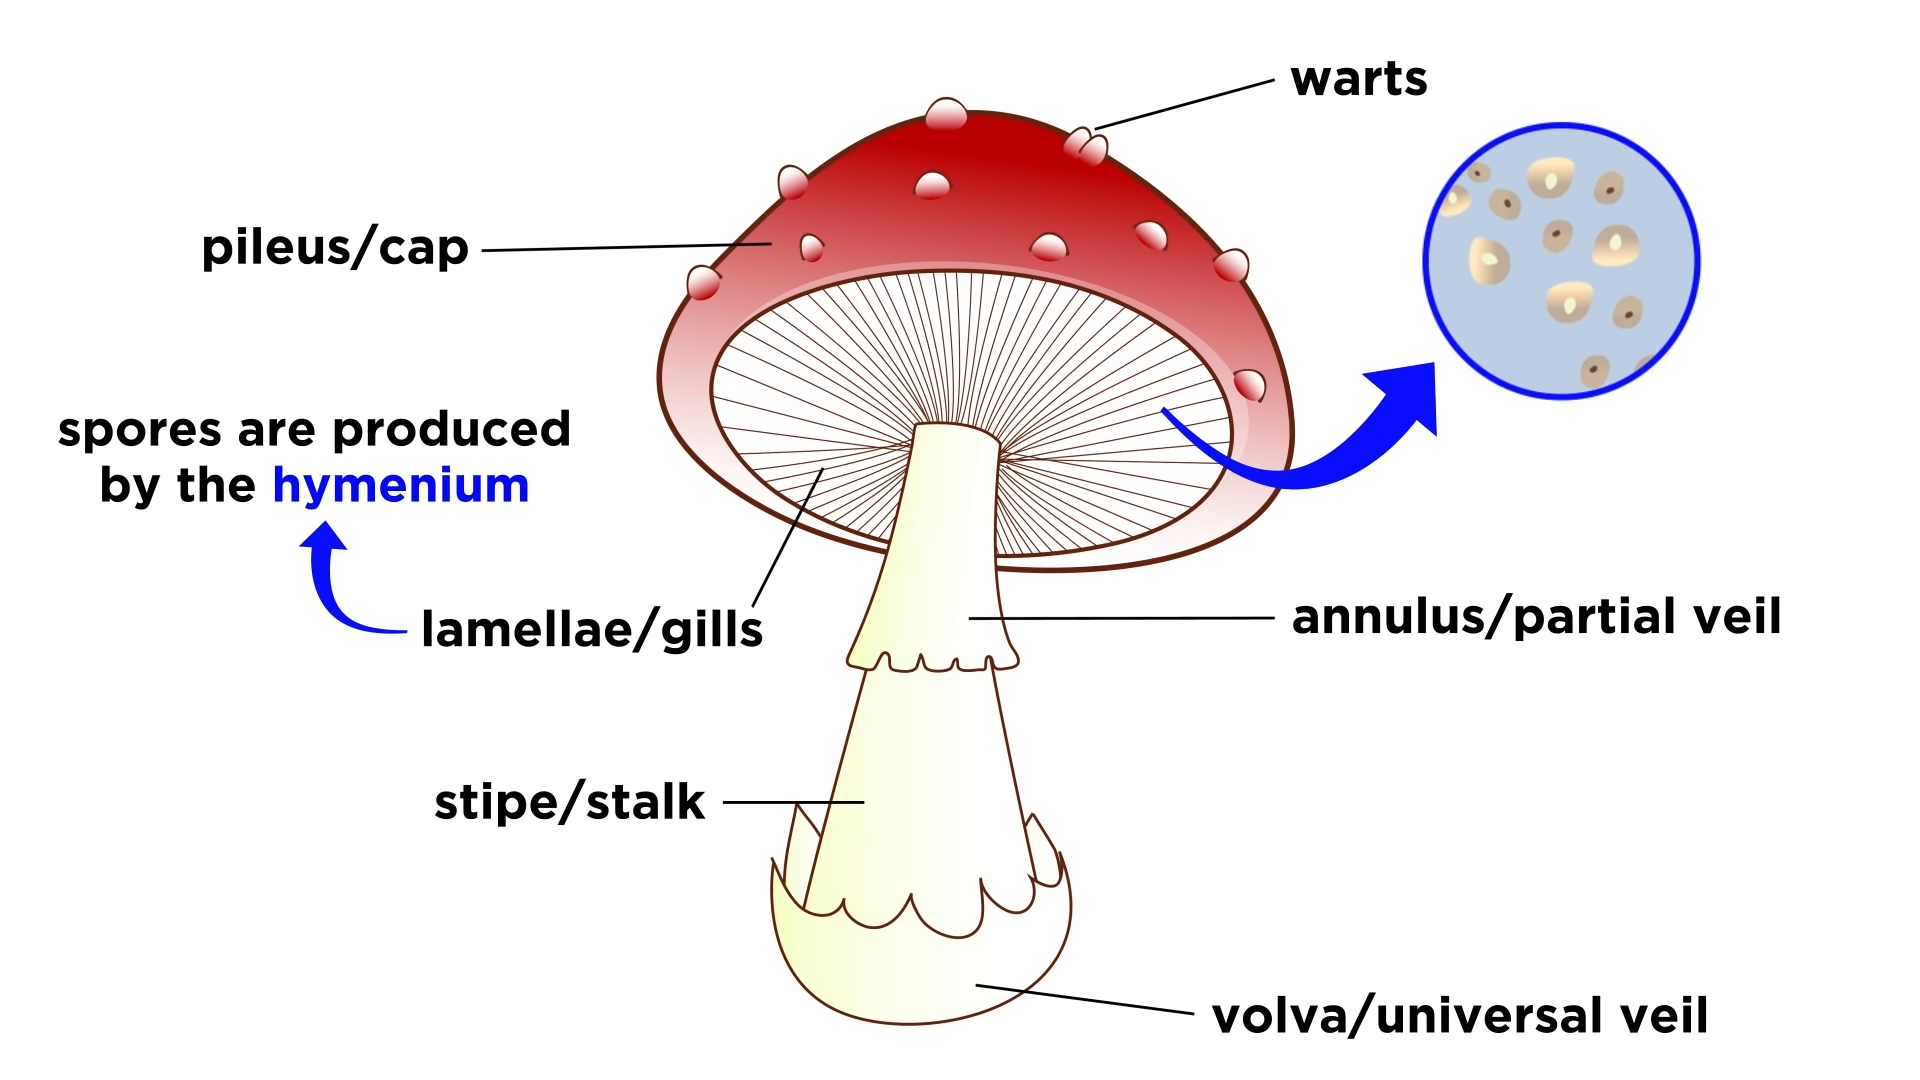 warts
pileus/cap
spores are produced
by the hymenium
lamellae/gills
annulus/partial veil
stipe/stalk
volva/universal veil